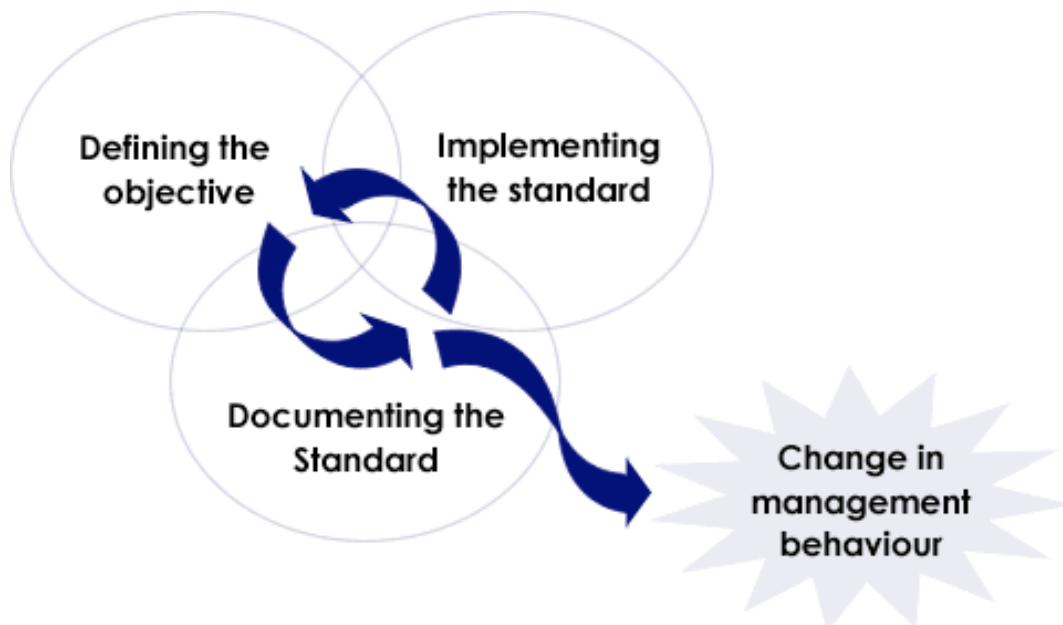 Defining the
objective
Implementing
the standard
Documenting the
Standard
Change in
management
behaviour